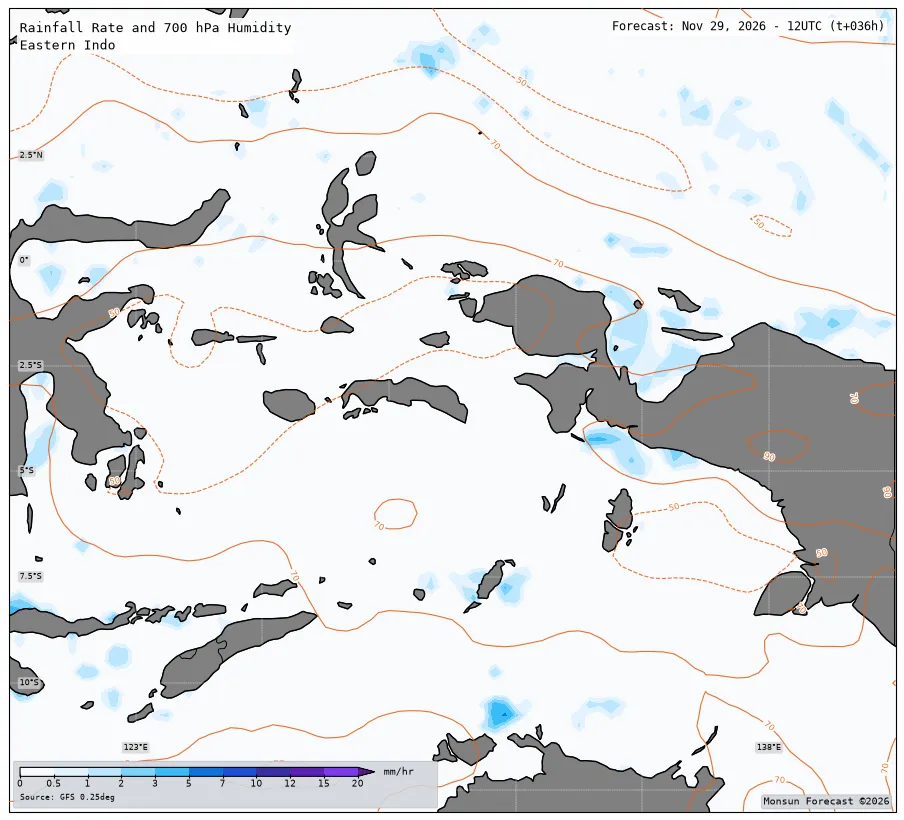 Rainfall Rate and 700 hPa Humidity
Eastern Indo
Forecast: Nov 29, 2026 - 12UTC (t+036h)
50
70
2.5°N
50
0°
70
50
2.5°S
70
90
5°S
50
90
50
70
50
7.5°S
70
70
10°S
70
123°E
138°E
70
70
0 0.5 1 2 3 5 7 10 12 15 20 mm/hr
Source: GFS 0.25deg
Monsun Forecast ©2026